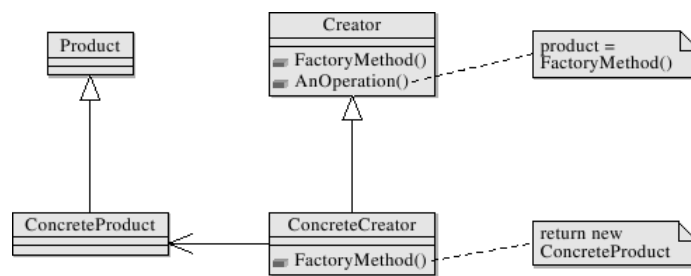 Product
Creator
FactoryMethod()
AnOperation()
product =
FactoryMethod()
ConcreteProduct
ConcreteCreator
FactoryMethod()
return new
ConcreteProduct